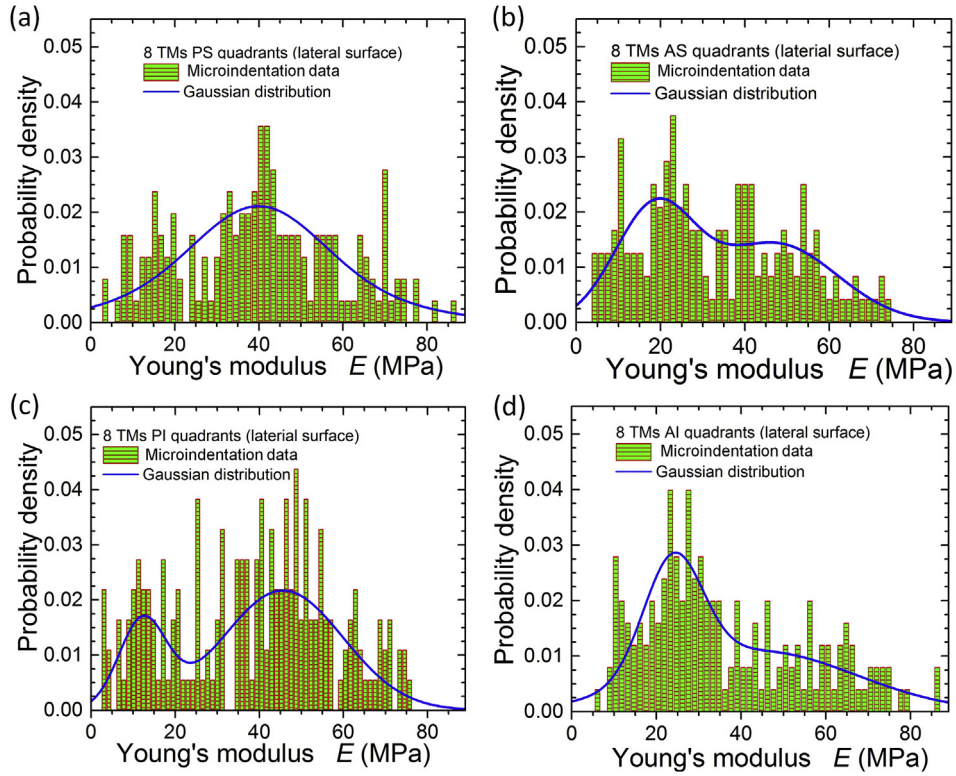 (a)
8 TMs PS quadrants (lateral surface)
Microindentation data
Gaussian distribution
Probability density
0.05
0.04
0.03
0.02
0.01
0.00
0 20 40 60 80
Young's modulus E (MPa)
(b)
8 TMs AS quadrants (laterial surface)
Microindentation data
Gaussian distribution
Probability density
0.05
0.04
0.03
0.02
0.01
0.00
0 20 40 60 80
Young's modulus E (MPa)
(c)
8 TMs PI quadrants (laterial surface)
Microindentation data
Gaussian distribution
Probability density
0.05
0.04
0.03
0.02
0.01
0.00
0 20 40 60 80
Young's modulus E (MPa)
(d)
8 TMs AI quadrants (lateral surface)
Microindentation data
Gaussian distribution
Probability density
0.05
0.04
0.03
0.02
0.01
0.00
0 20 40 60 80
Young's modulus E (MPa)